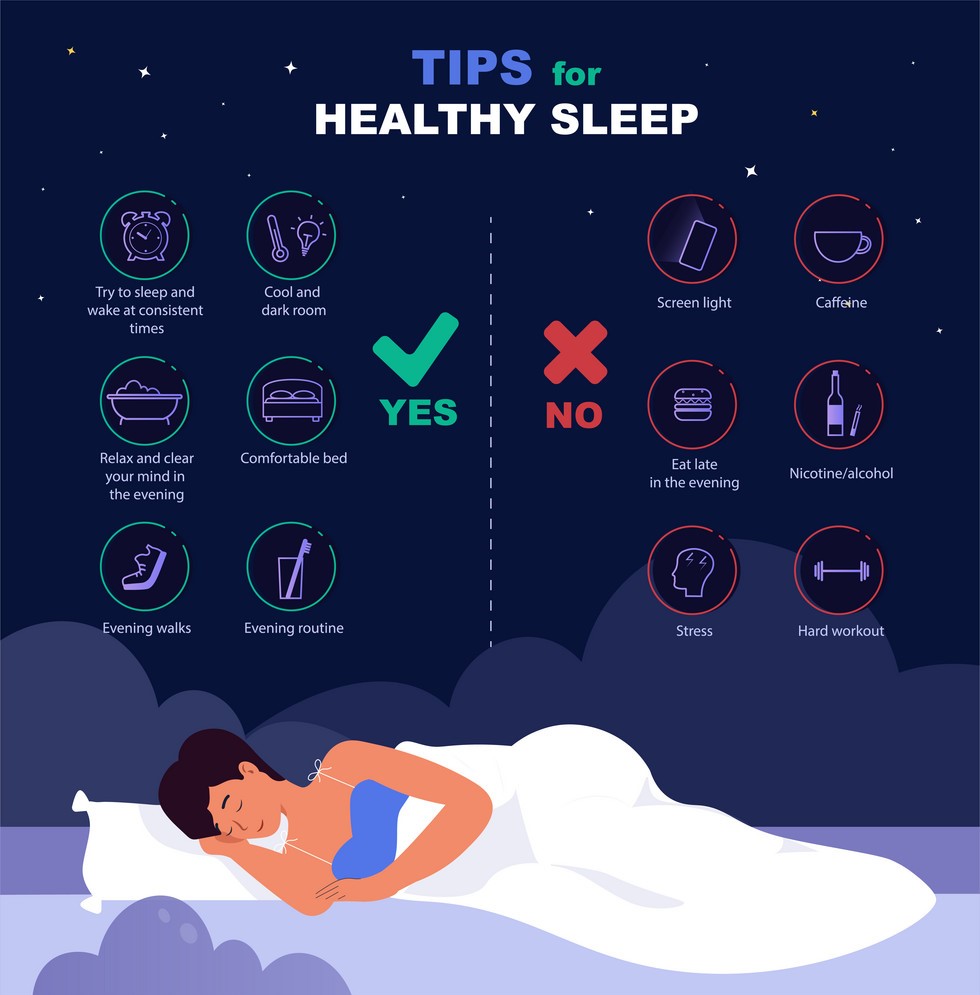 TIPS for
HEALTHY SLEEP
Try to sleep and
wake at consistent
times
Cool and
dark room
Relax and clear
your mind in
the evening
Comfortable bed
Evening walks
Evening routine
YES
NO
Screen light
Caffeine
Eat late
in the evening
Nicotine/alcohol
Stress
Hard workout